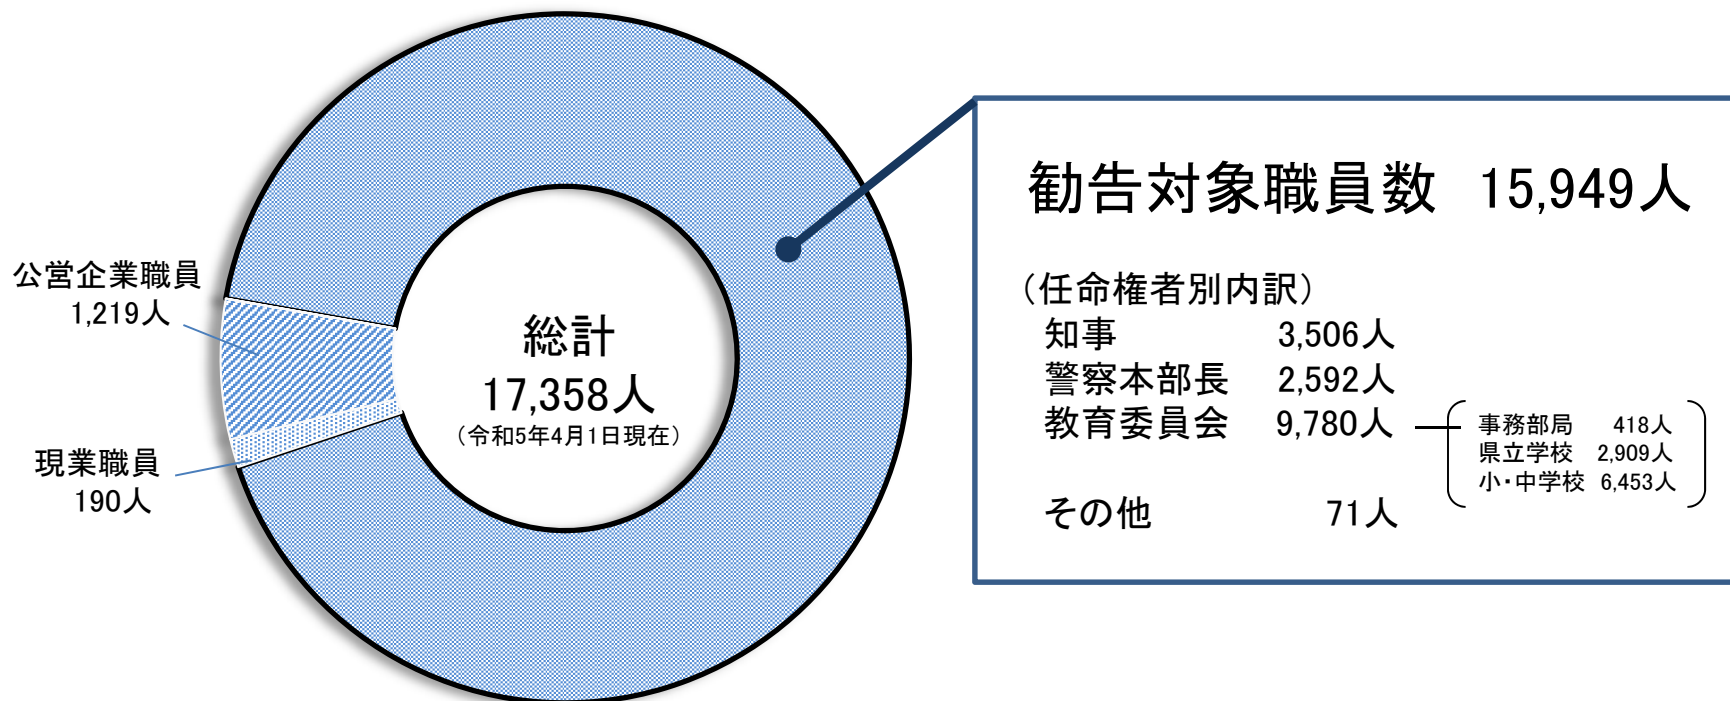 公営企業職員
1,219人
現業職員
190人
総計
17,358人
（令和5年4月1日現在）
勧告対象職員数 15,949人
（任命権者別内訳）
知事 3,506人
警察本部長 2,592人
教育委員会 9,780人
事務部局 418人
県立学校 2,909人
小・中学校 6,453人
その他 71人